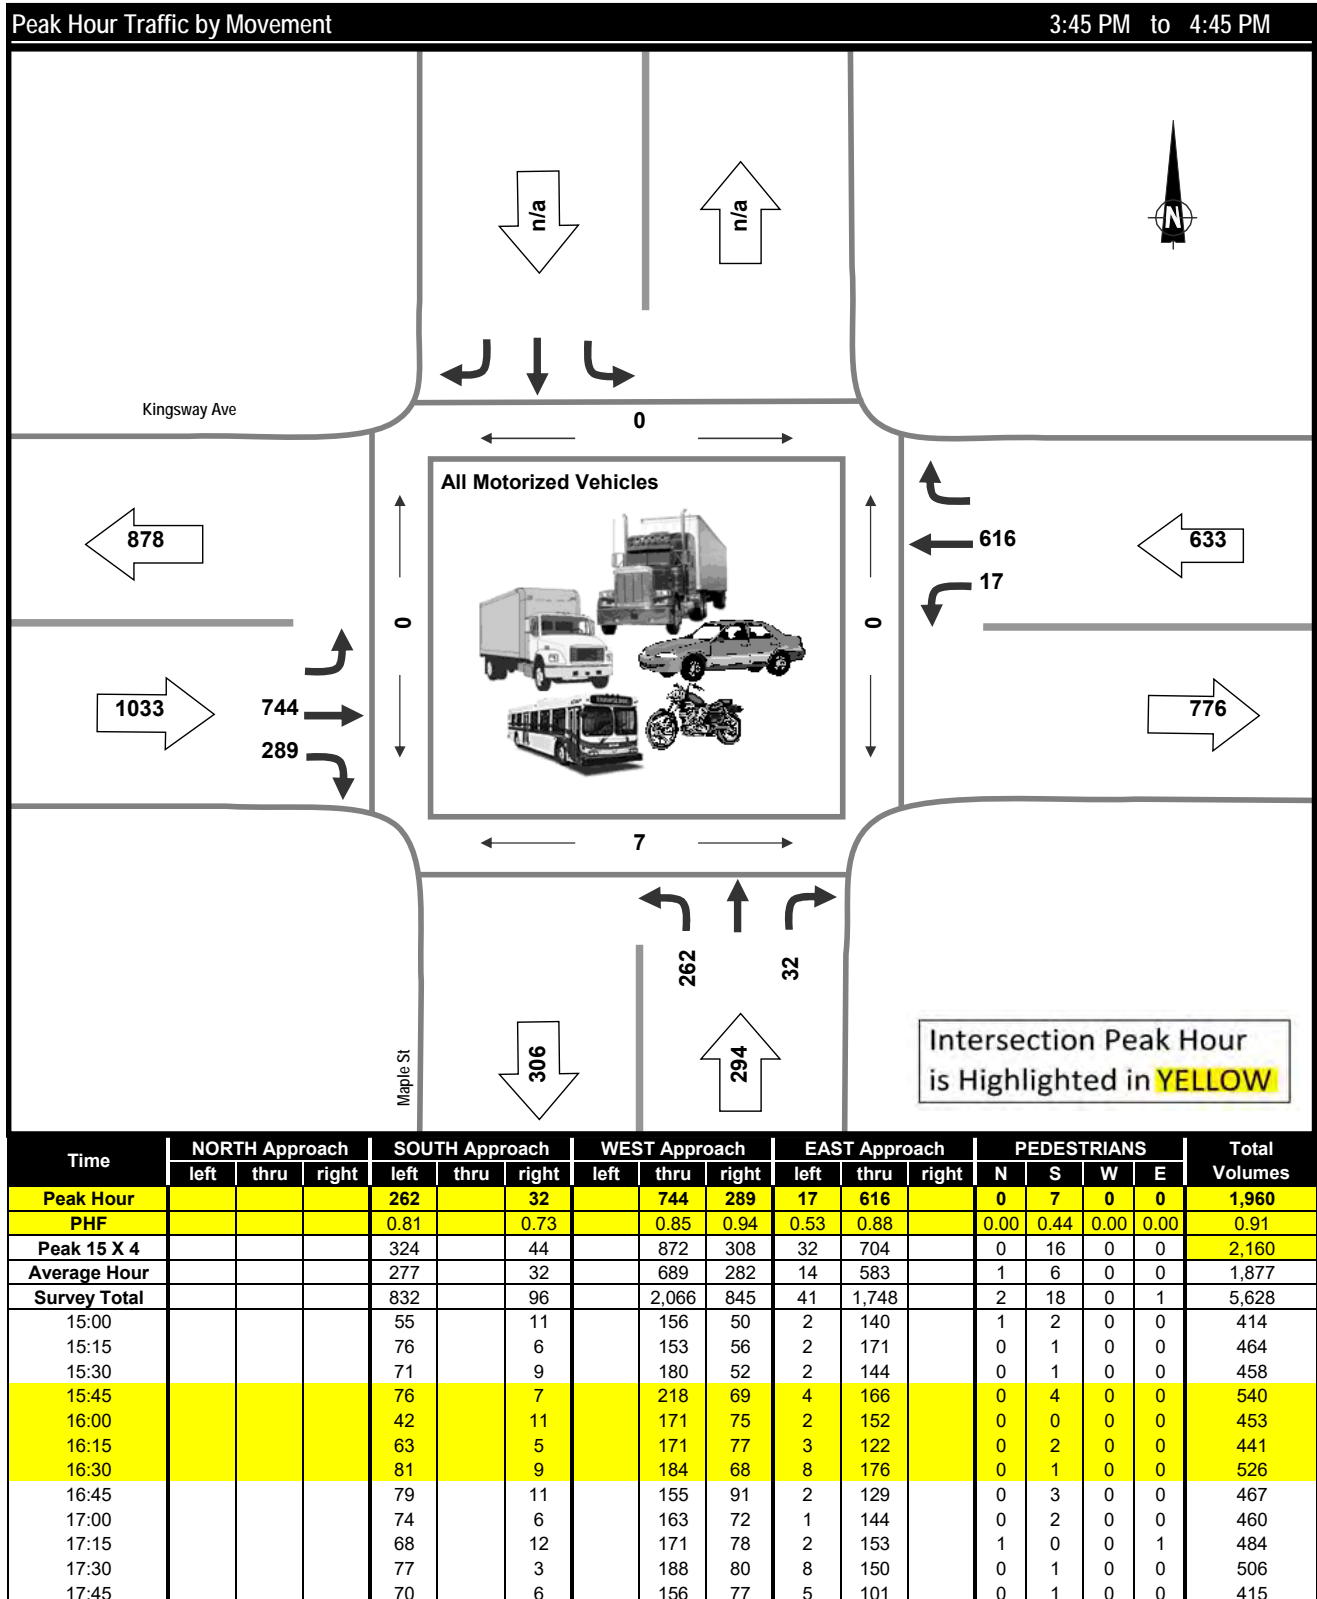 Peak Hour Traffic by Movement 3:45 PM to 4:45 PM
n/a n/a
N
Kingsway Ave
0
All Motorized Vehicles
878 616 633
17
0 0
1033 744 776
289
7
262 32
Maple St 306 294
Intersection Peak Hour
is Highlighted in YELLOW
Time NORTH Approach SOUTH Approach WEST Approach EAST Approach PEDESTRIANS Total
left thru right left thru right left thru right left thru right N S W E Volumes
Peak Hour 262 32 744 289 17 616 0 7 0 0 1,960
PHF 0.81 0.73 0.85 0.94 0.53 0.88 0.00 0.44 0.00 0.00 0.91
Peak 15 X 4 324 44 872 308 32 704 0 16 0 0 2,160
Average Hour 277 32 689 282 14 583 1 6 0 0 1,877
Survey Total 832 96 2,066 845 41 1,748 2 18 0 1 5,628
15:00 55 11 156 50 2 140 1 2 0 0 414
15:15 76 6 153 56 2 171 0 1 0 0 464
15:30 71 9 180 52 2 144 0 1 0 0 458
15:45 76 7 218 69 4 166 0 4 0 0 540
16:00 42 11 171 75 2 152 0 0 0 0 453
16:15 63 5 171 77 3 122 0 2 0 0 441
16:30 81 9 184 68 8 176 0 1 0 0 526
16:45 79 11 155 91 2 129 0 3 0 0 467
17:00 74 6 163 72 1 144 0 2 0 0 460
17:15 68 12 171 78 2 153 1 0 0 1 484
17:30 77 3 188 80 8 150 0 1 0 0 506
17:45 70 6 156 77 5 101 0 1 0 0 415